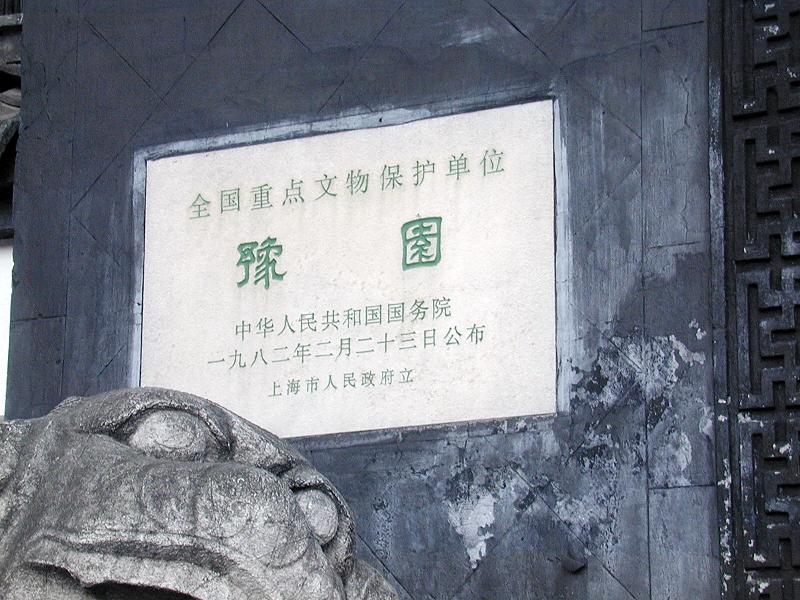 全国重点文物保护单位
豫園
中华人民共和国国务院
一九八二年二月二十三日公布
上海市人民政府立